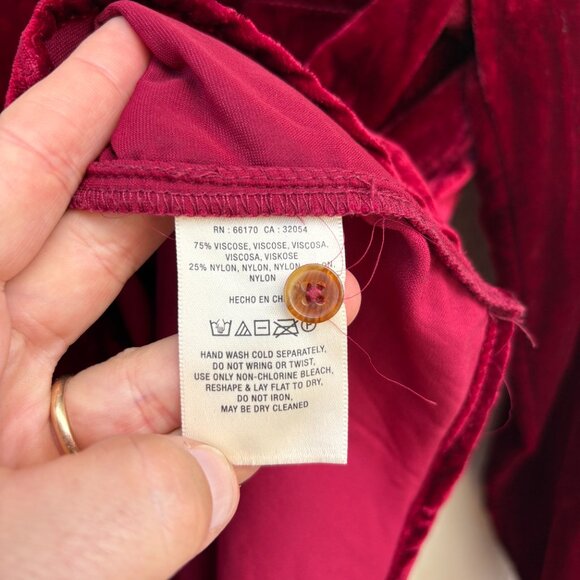 RN : 66170 CA : 32054
75% VISCOSE, VISCOSE, VISCOSA,
VISCOSA, VISKOSE
25% NYLON, NYLON, NYLON,
NYLON
HECHO EN
HAND WASH COLD SEPARATELY,
DO NOT WRING OR TWIST,
USE ONLY NON-CHLORINE BLEACH,
RESHAPE & LAY FLAT TO DRY,
DO NOT IRON,
MAY BE DRY CLEANED